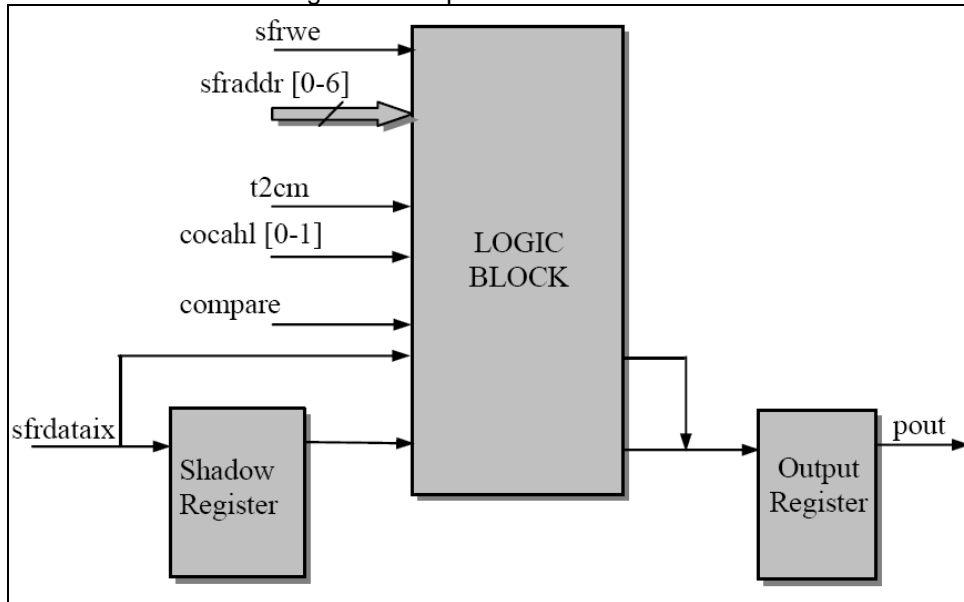 sfrwe
sfraddr [0-6]
t2cm
cocahl [0-1]
compare
LOGIC
BLOCK
sfrdataix
Shadow
Register
pout
Output
Register